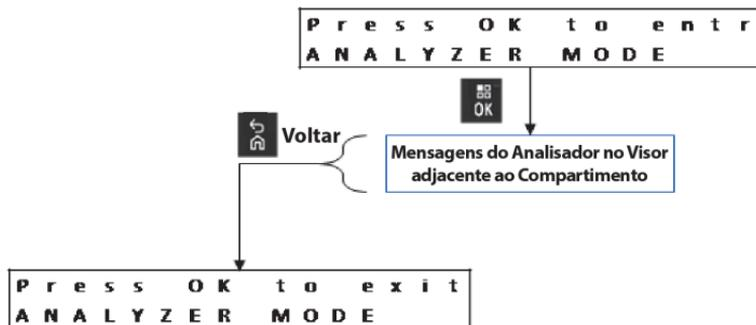 Press OK to entr
ANALYZER MODE
OK
Voltar
Mensagens do Analisador no Visor
adjacente ao Compartimento
Press OK to exit
ANALYZER MODE